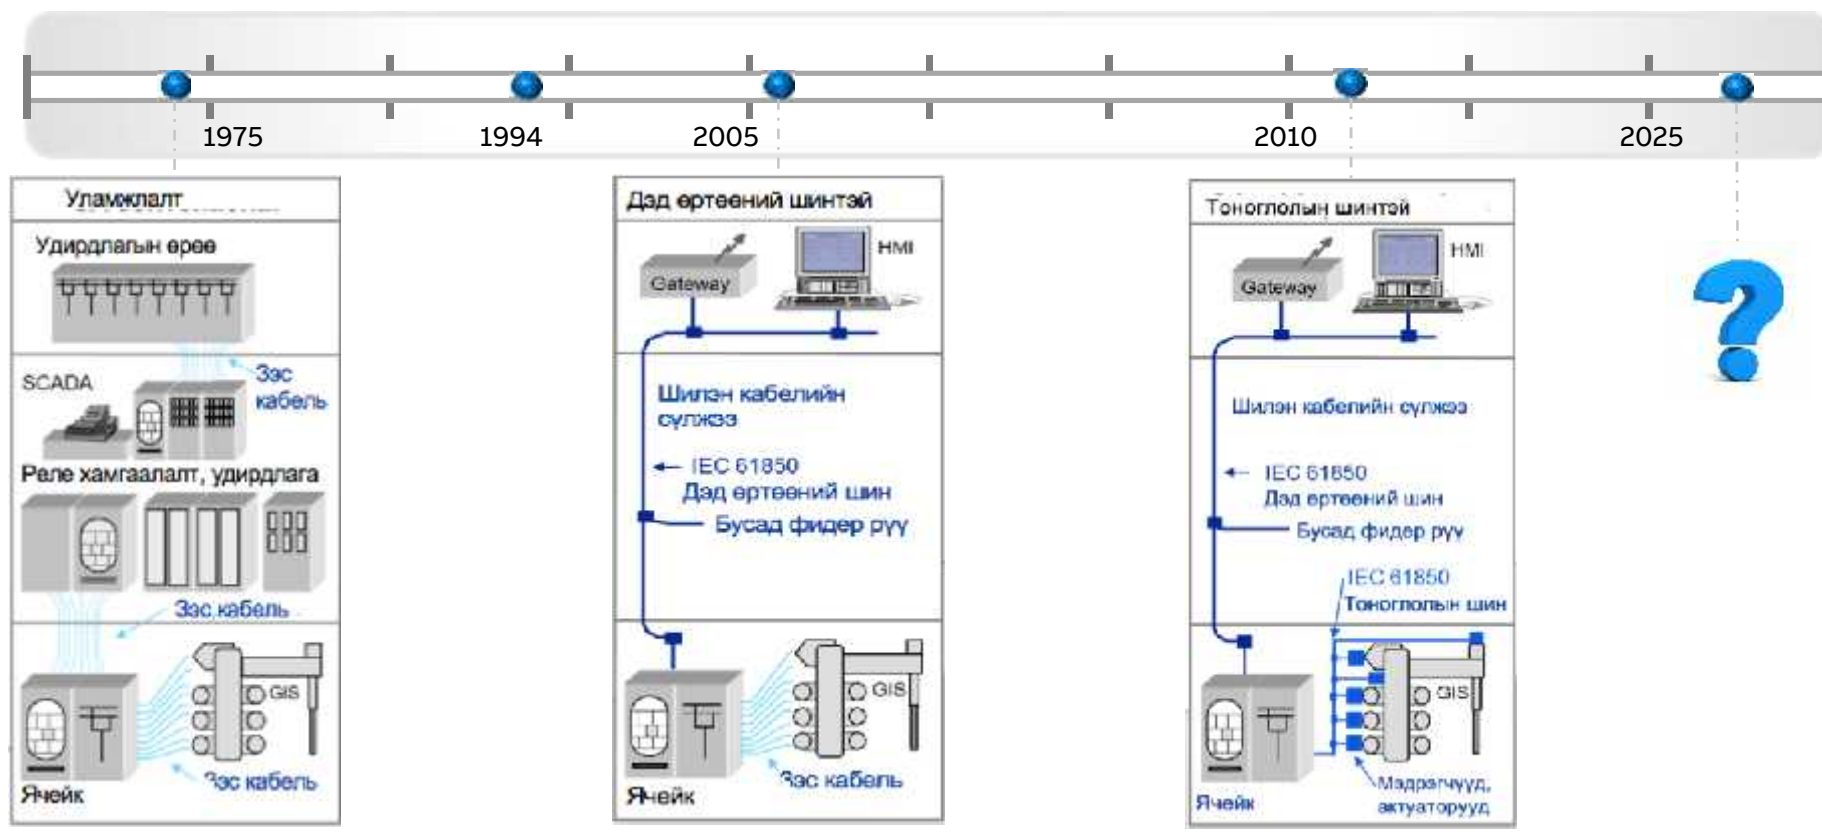 1975
1994
2005
2010
2025
Уламжлалт
Удирдлагын өрөө
Зэс
кабель
SCADA
Реле хамгаалалт, удирдлага
Зэс кабель
GIS
Зэс кабель
Ячейк
Дэд өртөөний шинтэй
HMI
Gateway
Шилэн кабелийн
сүлжээ
IEC 61850
Дэд өртөөний шин
Бусад фидер рүү
GIS
Зэс кабель
Ячейк
Тоноглолын шинтэй
HMI
Gateway
Шилэн кабелийн сүлжээ
IEC 61850
Дэд өртөөний шин
Бусад фидер рүү
IEC 61850
Тоноглолын шин
GIS
Мэдрэгчүүд,
актуаторууд
Ячейк